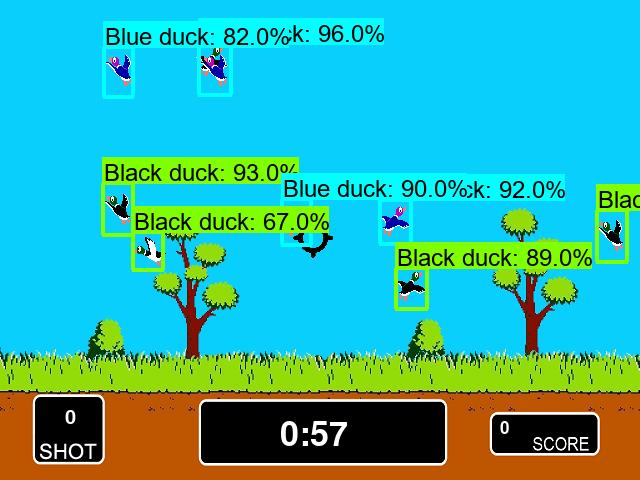 Blue duck: 82.0%
k: 96.0%
Black duck: 93.0%
Blue duck: 90.0%
ck: 92.0%
Blac
Black duck: 67.0%
Black duck: 89.0%
0
SHOT
0:57
0
SCORE